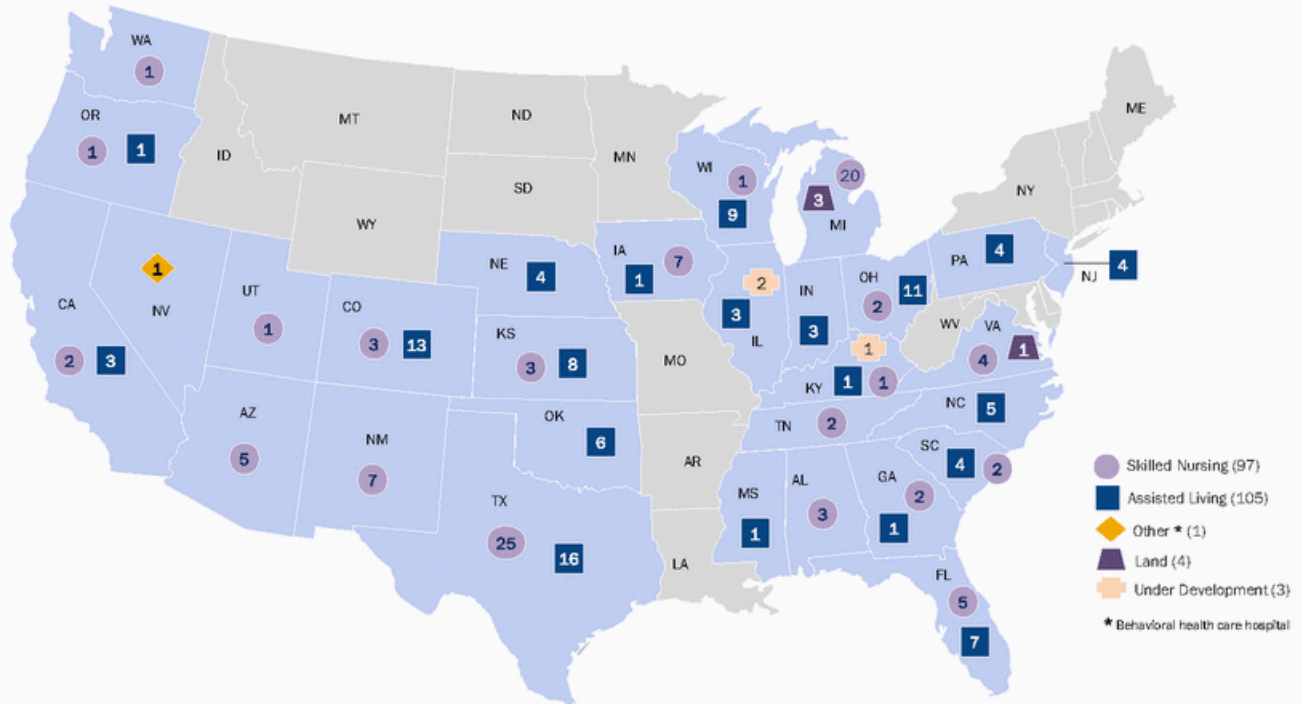 WA
1
OR
1 1
ID
MT
ND
MN
SD
WY
WI
1
9
20
3
MI
ME
NY
1
NV
CA
2 3
UT
1
CO
3 13
NE
4
IA
1 7
KS
3 8
MO
2
3
IL
IN
3
OH
2 11
PA
4
NJ
4
WV
VA
4 1
1
KY
1 1
AZ
5
NM
7
OK
6
AR
TN
2
NC
5
SC
4 2
TX
25 16
LA
MS
1
AL
3
GA
2
1
FL
5
7
Skilled Nursing (97)
Assisted Living (105)
Other * (1)
Land (4)
Under Development (3)
* Behavioral health care hospital